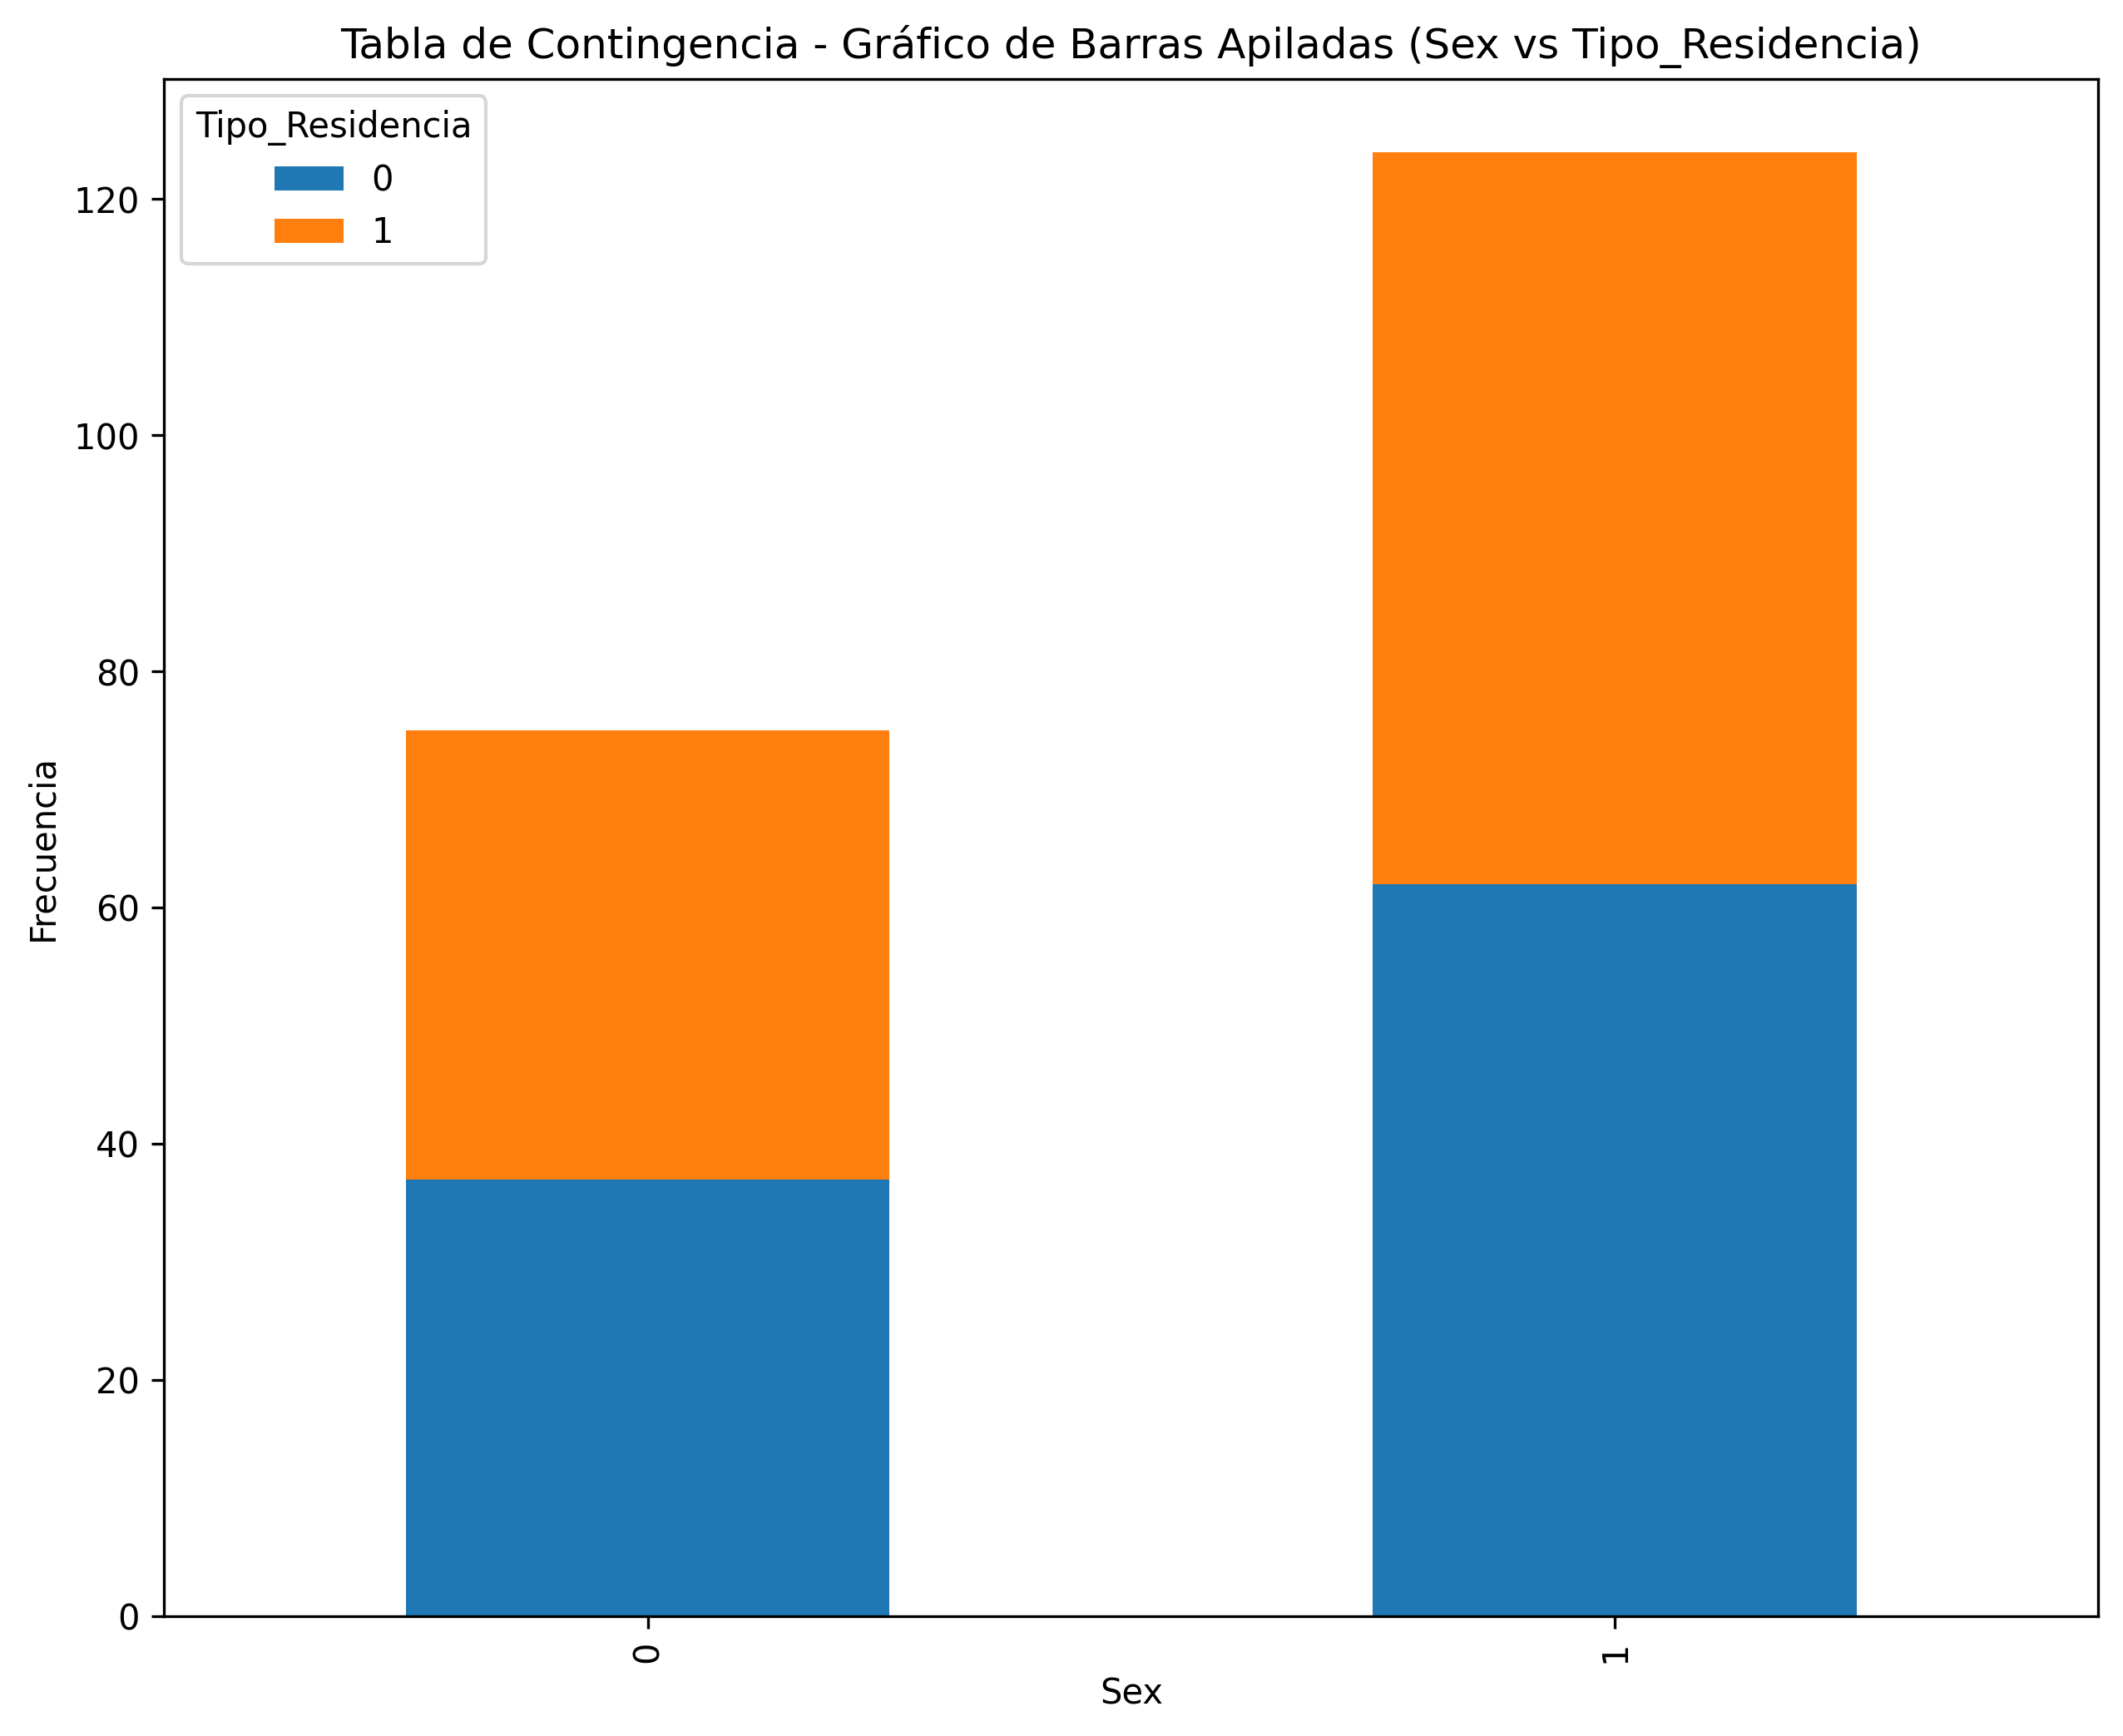 Tabla de Contingencia - Gráfico de Barras Apiladas (Sex vs Tipo_Residencia)
Tipo_Residencia
0
1
120
100
80
60
40
20
0
Frecuencia
0
1
Sex